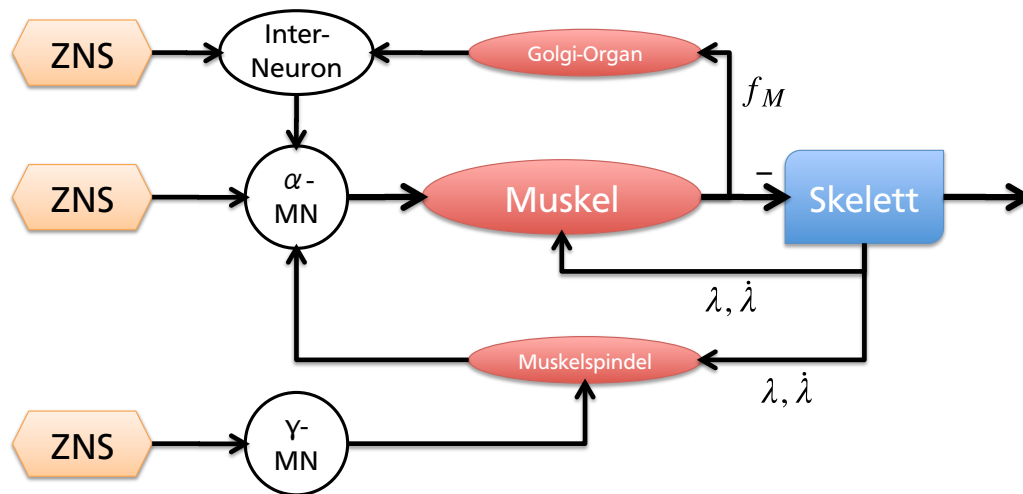 ZNS
Inter-
Neuron
Golgi-Organ
f_M
ZNS
α-
MN
Muskel
–
Skelett
λ, λ̇
Muskelspindel
λ, λ̇
ZNS
γ-
MN